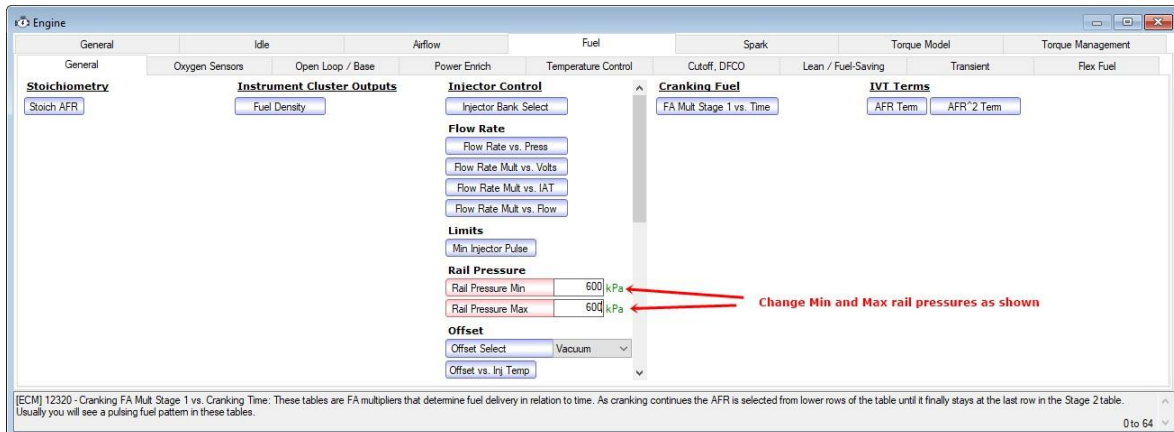 Engine
General Idle Airflow Fuel Spark Torque Model Torque Management
General Oxygen Sensors Open Loop / Base Power Enrich Temperature Control Cutoff, DFCO Lean / Fuel-Saving Transient Flex Fuel
Stoichiometry
Stoich AFR
Instrument Cluster Outputs
Fuel Density
Injector Control
Injector Bank Select
Flow Rate
Flow Rate vs. Press
Flow Rate Mult vs. Volts
Flow Rate Mult vs. IAT
Flow Rate Mult vs. Flow
Limits
Min Injector Pulse
Rail Pressure
Rail Pressure Min 600 kPa
Rail Pressure Max 600 kPa
Offset
Offset Select Vacuum
Offset vs. Inj Temp
Cranking Fuel
FA Mult Stage 1 vs. Time
IVT Terms
AFR Term AFR^2 Term
Change Min and Max rail pressures as shown
[ECM] 12320 - Cranking FA Mult Stage 1 vs. Cranking Time: These tables are FA multipliers that determine fuel delivery in relation to time. As cranking continues the AFR is selected from lower rows of the table until it finally stays at the last row in the Stage 2 table.
Usually you will see a pulsing fuel pattern in these tables.
0 to 64